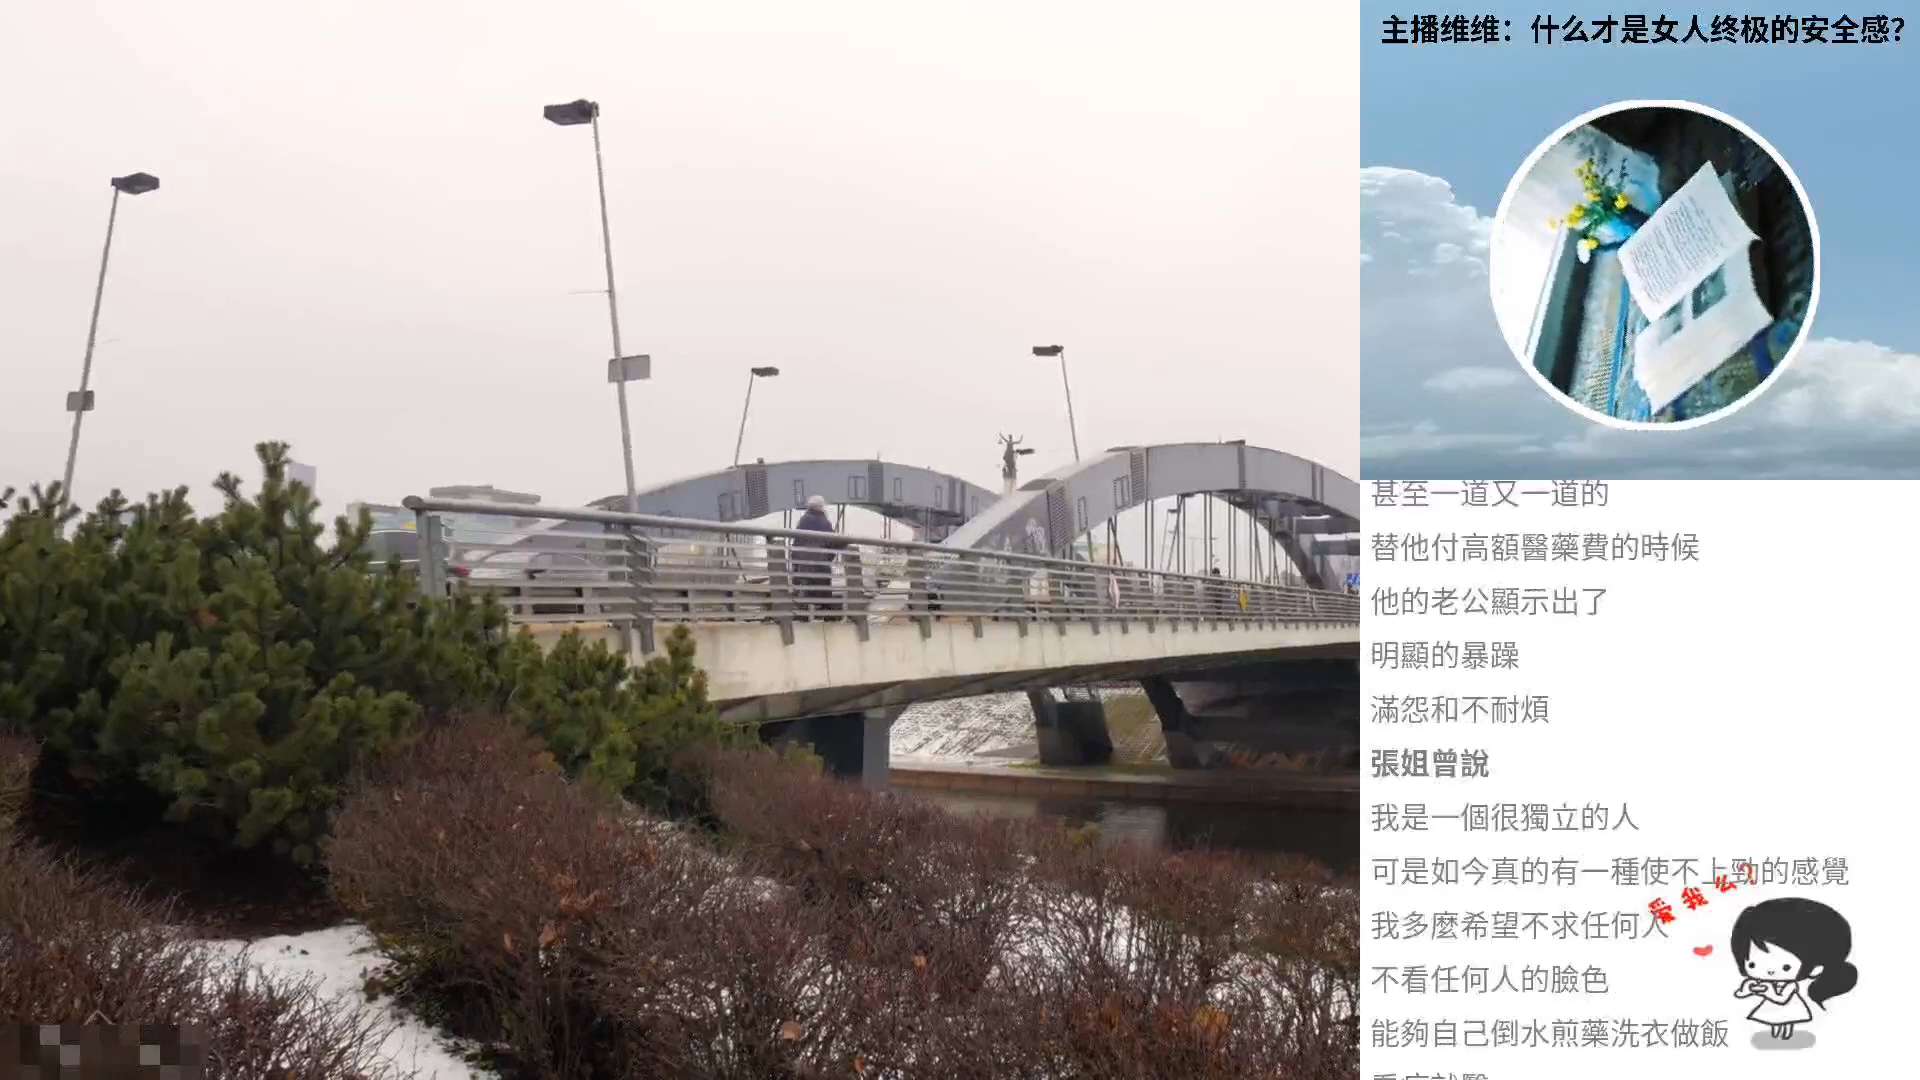 主播维维：什么才是女人终极的安全感？
甚至一道又一道的
替他付高額醫藥費的時候
他的老公顯示出了
明顯的暴躁
滿怨和不耐煩
張姐曾說
我是一個很獨立的人
可是如今真的有一種使不上勁的感覺
爱我么？
我多麼希望不求任何人
不看任何人的臉色
能夠自己倒水煎藥洗衣做飯